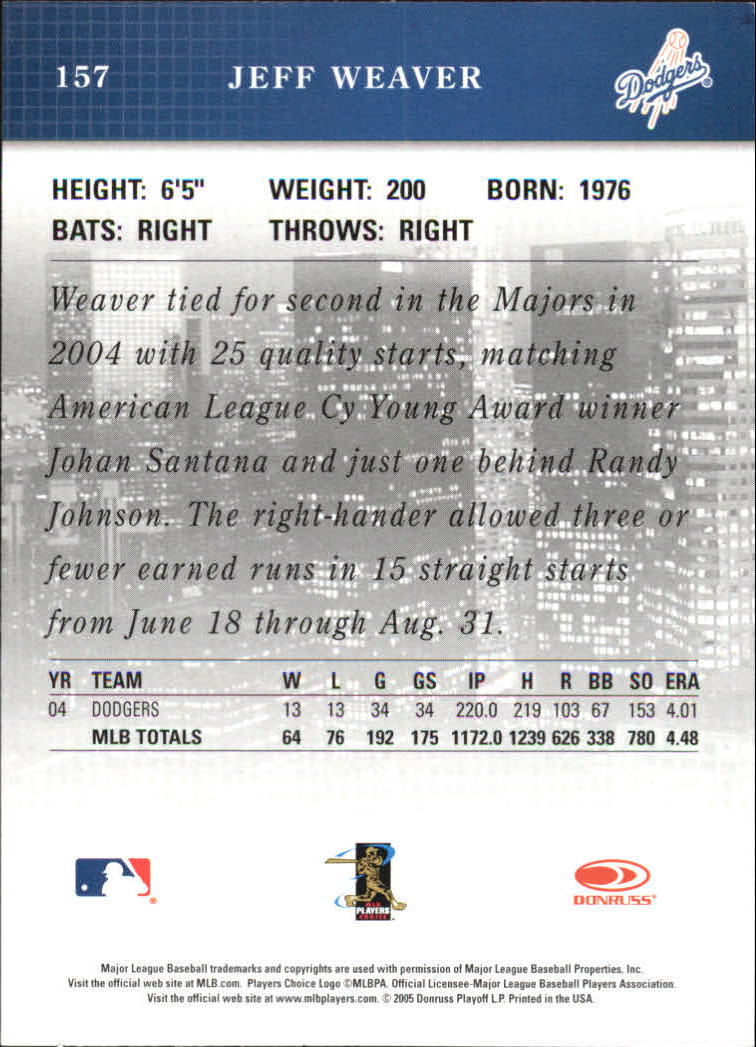 157 JEFF WEAVER Dodgers®
HEIGHT: 6'5" WEIGHT: 200 BORN: 1976
BATS: RIGHT THROWS: RIGHT
Weaver tied for second in the Majors in
2004 with 25 quality starts, matching
American League Cy Young Award winner
Johan Santana and just one behind Randy
Johnson. The right-hander allowed three or
fewer earned runs in 15 straight starts
from June 18 through Aug. 31.
YR TEAM W L G GS IP H R BB SO ERA
04 DODGERS 13 13 34 34 220.0 219 103 67 153 4.01
MLB TOTALS 64 76 192 175 1172.0 1239 626 338 780 4.48
MLB
PLAYERS
CHOICE
DONRUSS®
Major League Baseball trademarks and copyrights are used with permission of Major League Baseball Properties, Inc.
Visit the official web site at MLB.com. Players Choice Logo ©MLBPA. Official Licensee-Major League Baseball Players Association.
Visit the official web site at www.mlbplayers.com. © 2005 Donruss Playoff L.P. Printed in the USA.